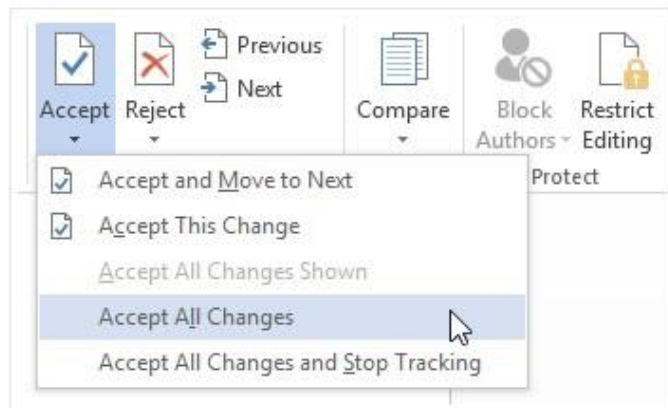 Previous
Next
Accept Reject Compare Block Restrict
Authors Editing
Protect
Accept and Move to Next
Accept This Change
Accept All Changes Shown
Accept All Changes
Accept All Changes and Stop Tracking